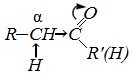 α O
R—CH→C
H R'(H)